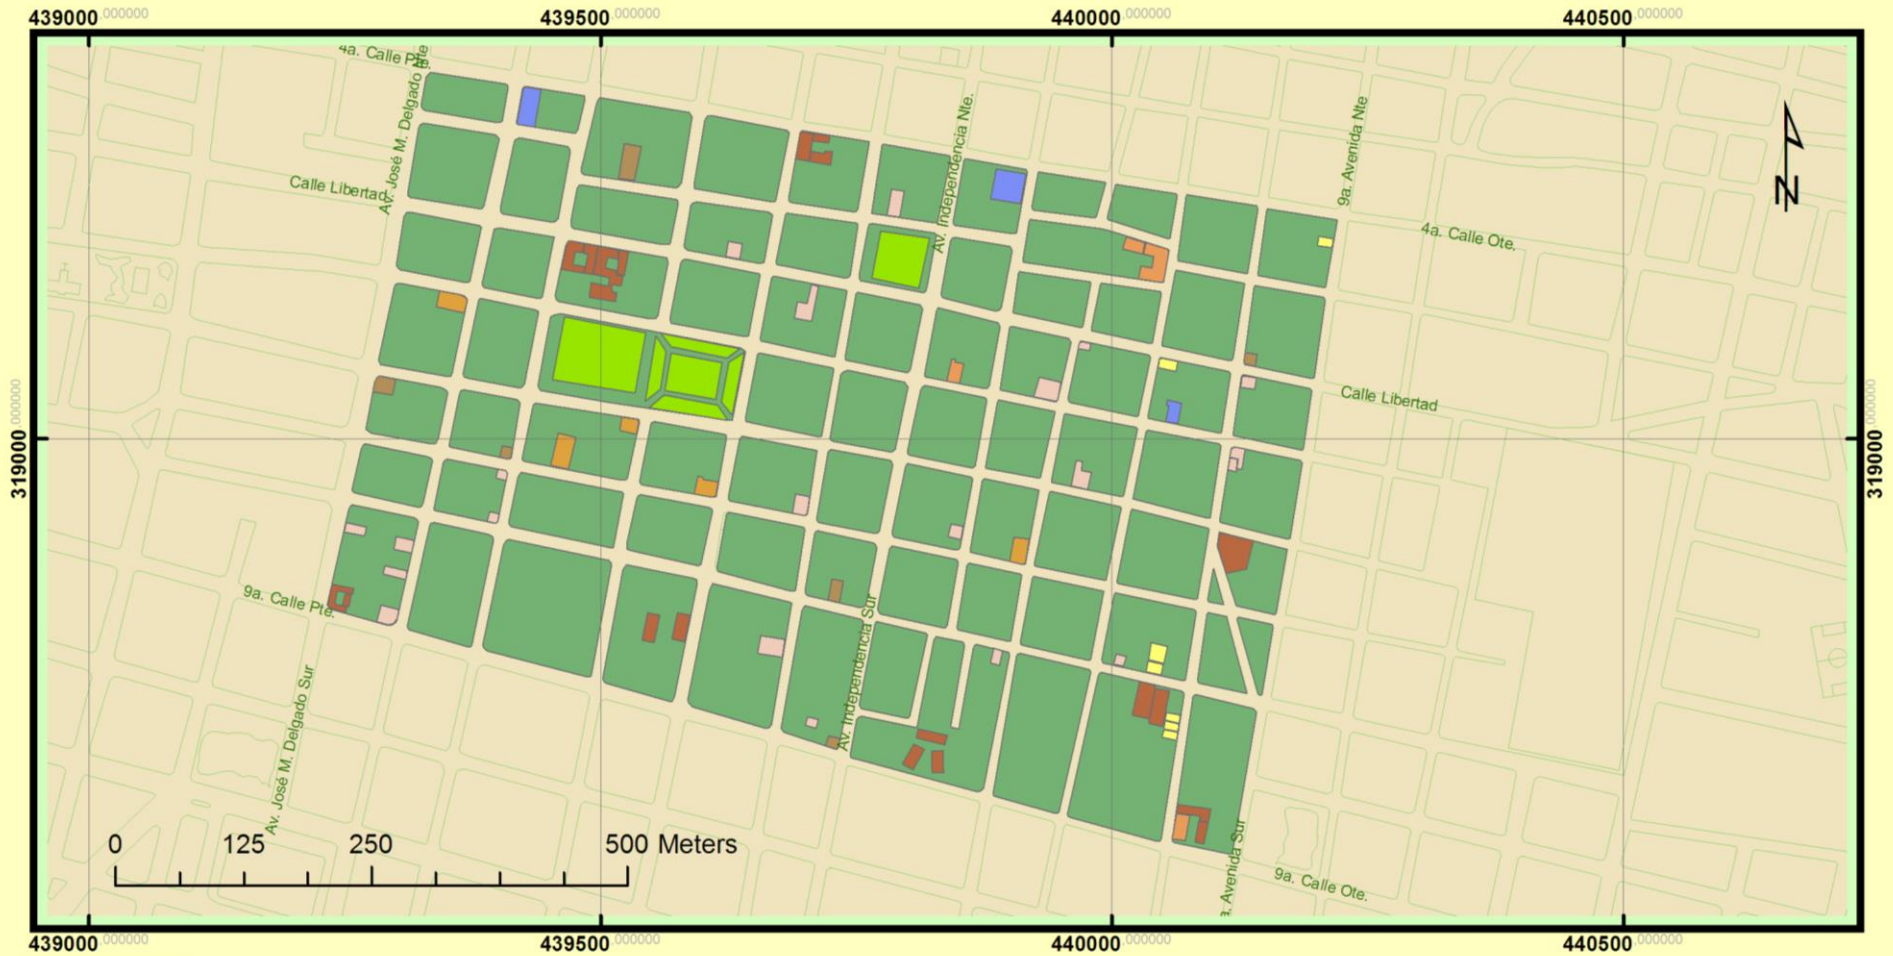 439000.000000 439500.000000 440000.000000 440500.000000
4a. Calle Pte.
Av. José M. Delgado Nte.
Av. Independencia Nte.
9a. Avenida Nte
Calle Libertad
N
4a. Calle Ote.
Calle Libertad
319000.000000
319000.000000
9a. Calle Pte.
Av. Independencia Sur
Av. José M. Delgado Sur
0 125 250 500 Meters
a. Avenida Sur
9a. Calle Ote.
439000.000000 439500.000000 440000.000000 440500.000000